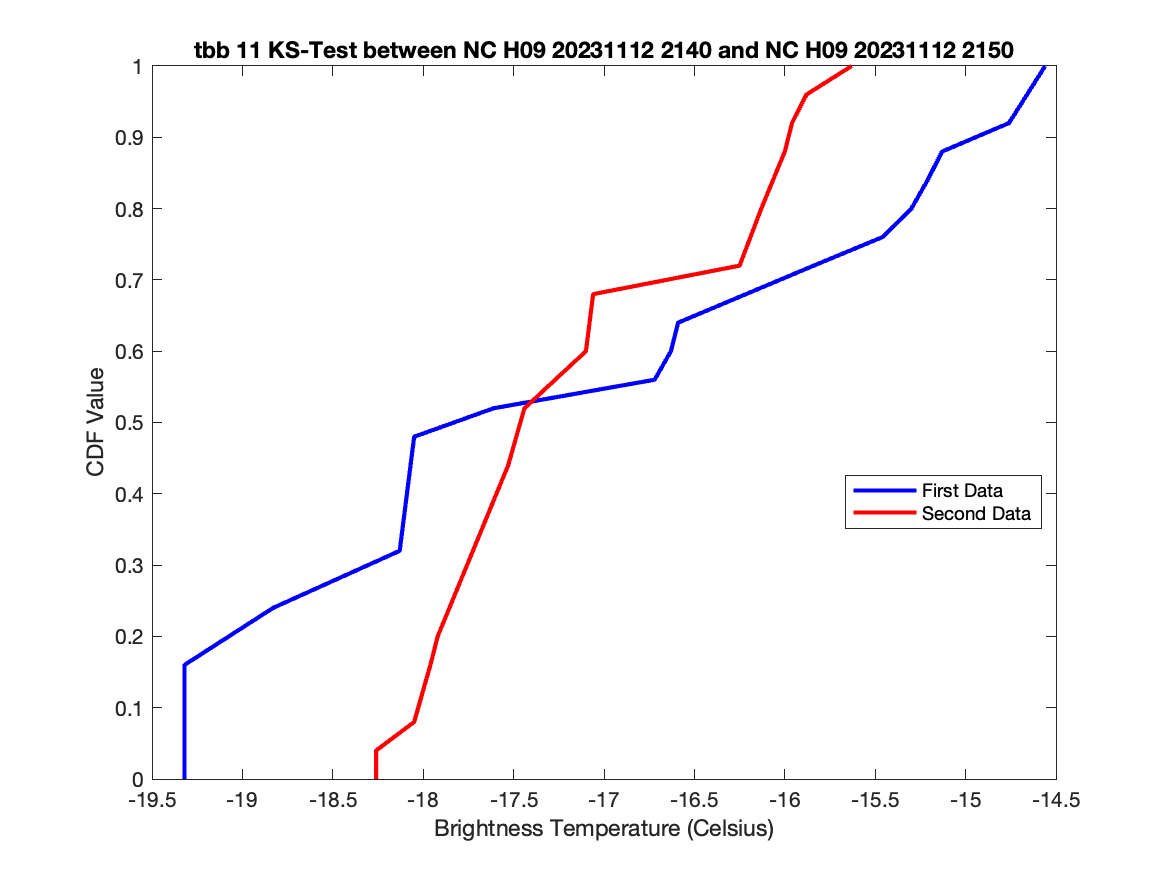 tbb 11 KS-Test between NC H09 20231112 2140 and NC H09 20231112 2150
1
0.9
0.8
0.7
0.6
0.5
0.4
0.3
0.2
0.1
0
CDF Value
First Data
Second Data
-19.5 -19 -18.5 -18 -17.5 -17 -16.5 -16 -15.5 -15 -14.5
Brightness Temperature (Celsius)